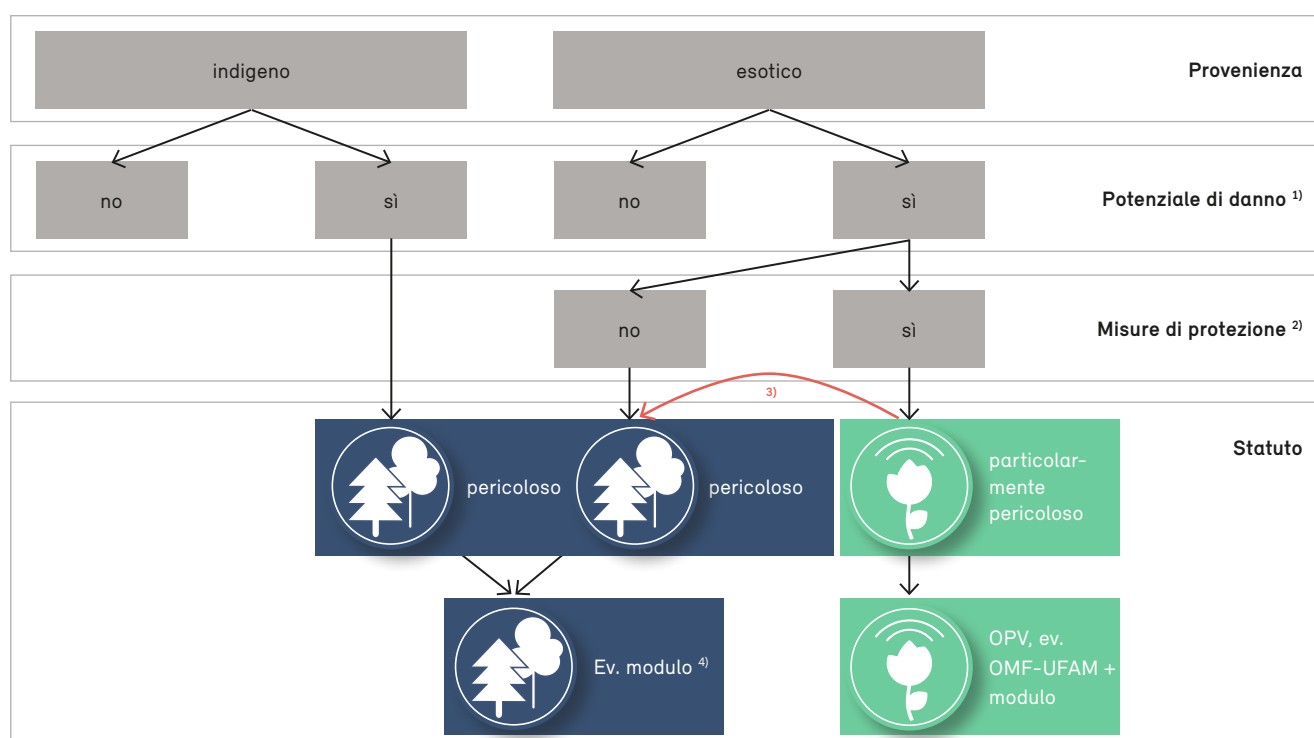 indigeno
esotico
Provenienza
no
sì
no
sì
Potenziale di danno 1)
no
sì
Misure di protezione 2)
3)
Statuto
pericoloso
pericoloso
particolar-
mente
pericoloso
Ev. modulo 4)
OPV, ev.
OMF-UFAM +
modulo